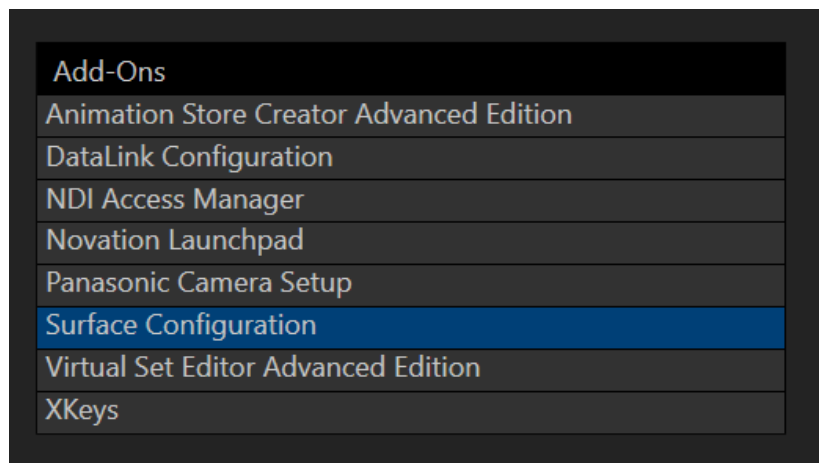 Add-Ons
Animation Store Creator Advanced Edition
DataLink Configuration
NDI Access Manager
Novation Launchpad
Panasonic Camera Setup
Surface Configuration
Virtual Set Editor Advanced Edition
XKeys